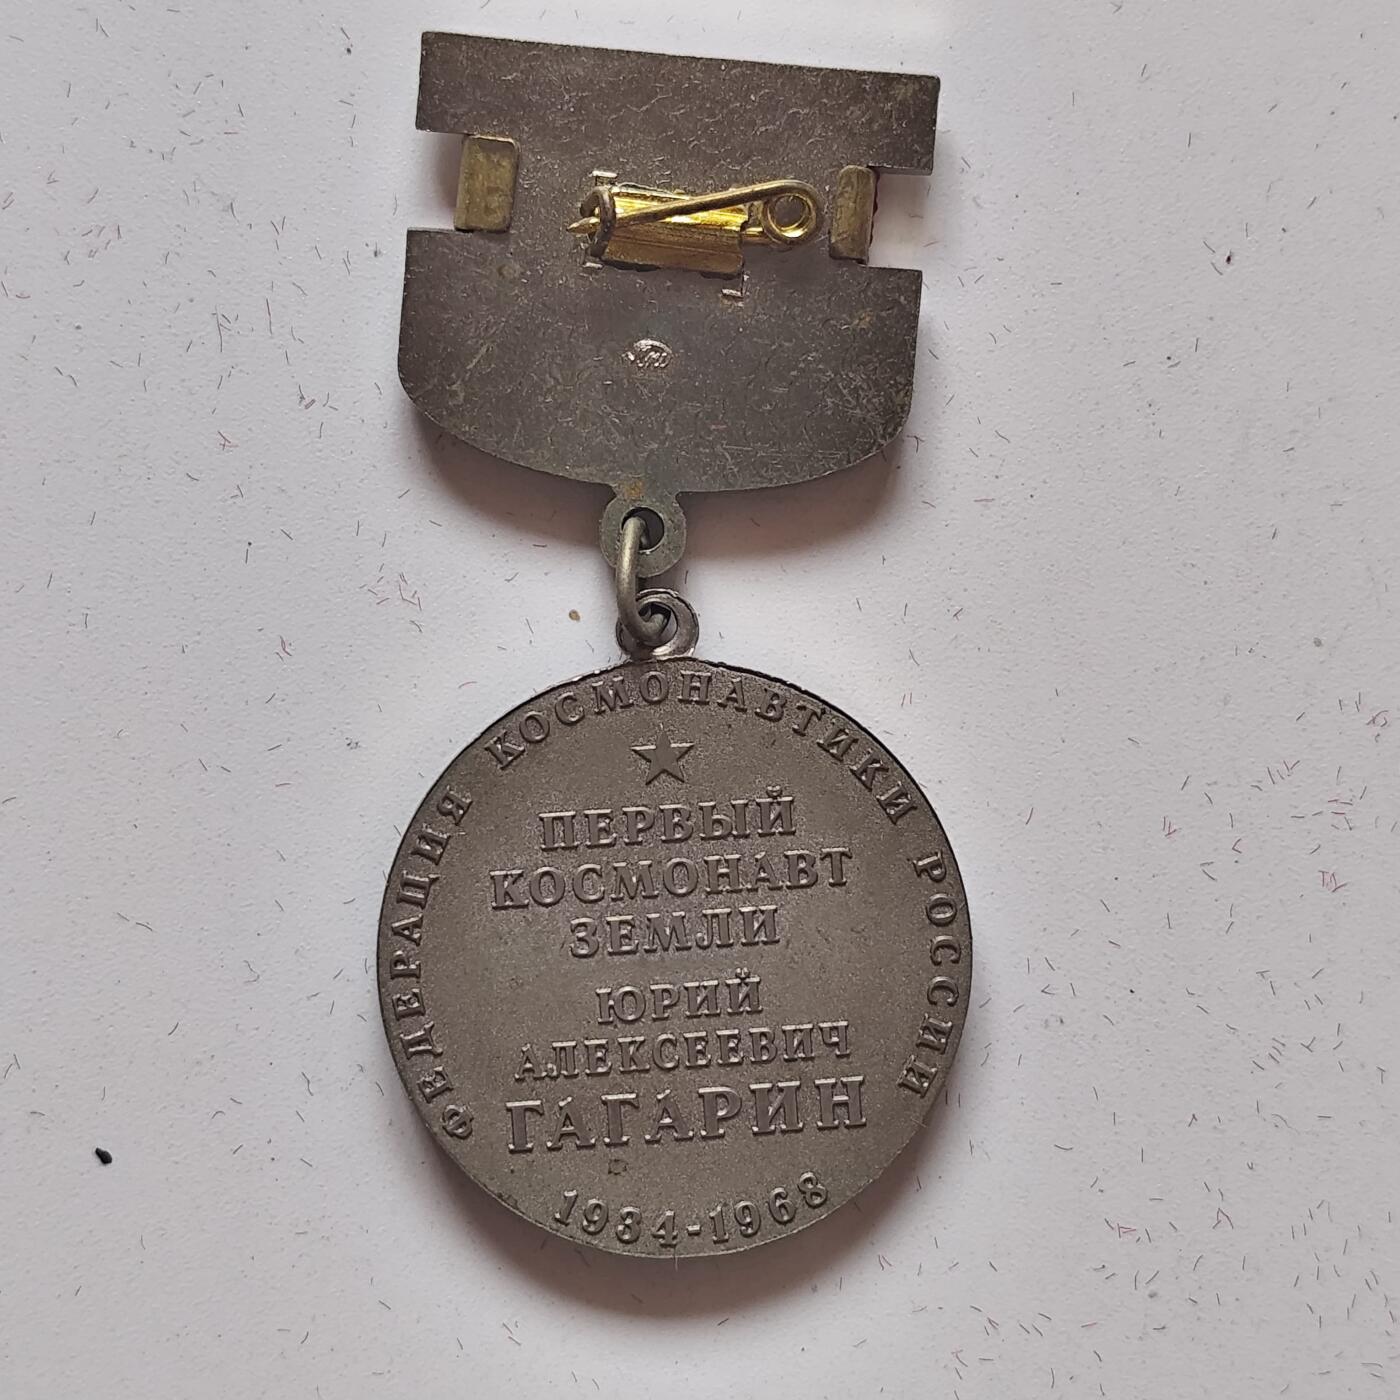 ФЕДЕРАЦИЯ КОСМОНАВТИКИ РОССИИ
ПЕРВЫЙ
КОСМОНАВТ
ЗЕМЛИ
ЮРИЙ
АЛЕКСЕЕВИЧ
ГАГАРИН
1934-1968